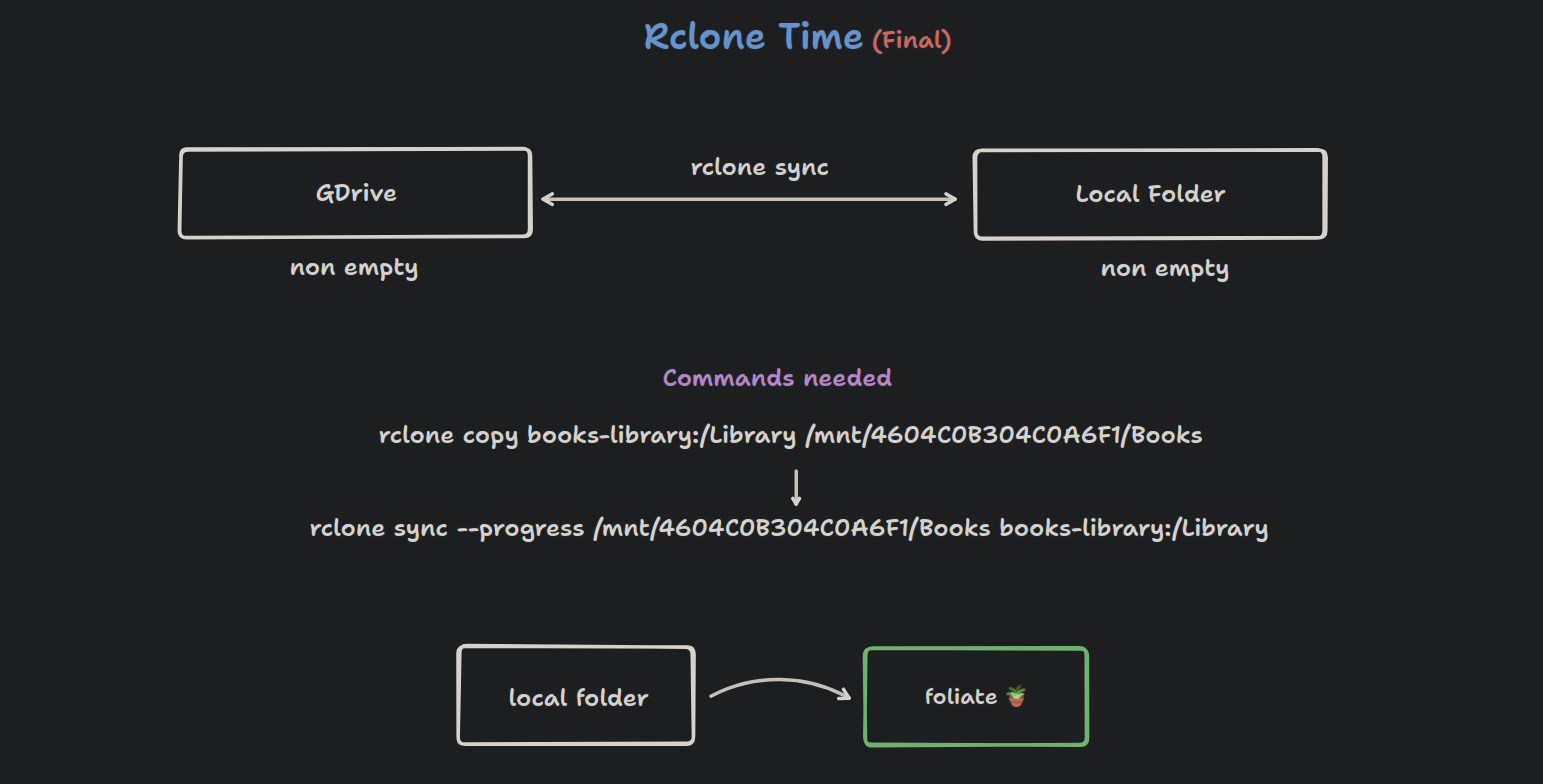 Rclone Time (Final)
rclone sync
GDrive
Local Folder
non empty
non empty
Commands needed
rclone copy books-library:/Library /mnt/4604C0B304C0A6F1/Books
rclone sync --progress /mnt/4604C0B304C0A6F1/Books books-library:/Library
local folder
foliate 🪴